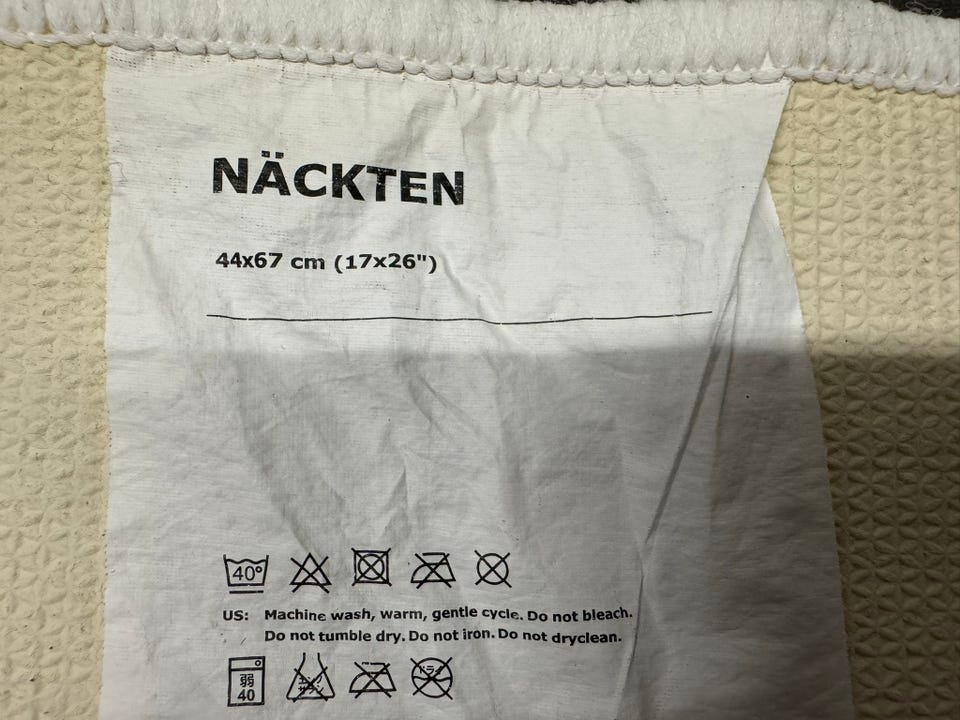 NÄCKTEN
44x67 cm (17x26")
40°
US: Machine wash, warm, gentle cycle. Do not bleach.
Do not tumble dry. Do not iron. Do not dryclean.
弱
40